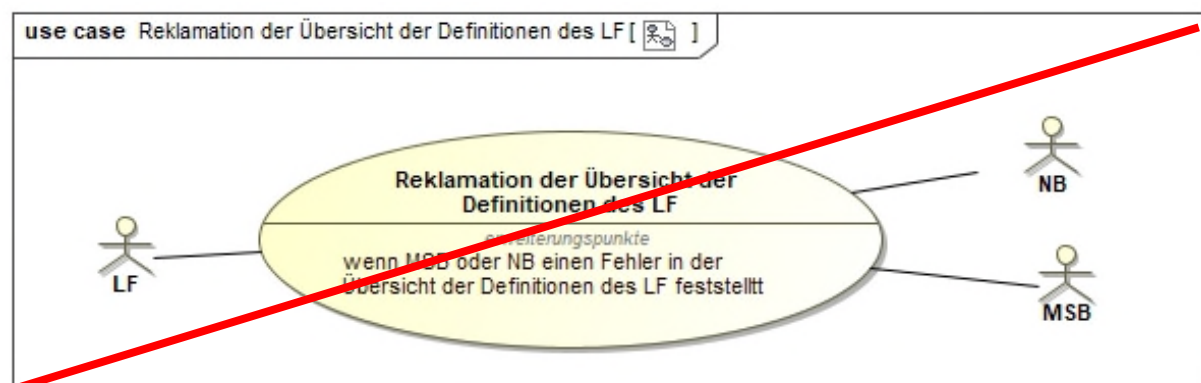 use case Reklamation der Übersicht der Definitionen des LF [ ]
Reklamation der Übersicht der
Definitionen des LF
erweiterungspunkte
wenn MSB oder NB einen Fehler in der
Übersicht der Definitionen des LF feststelltt
LF
NB
MSB